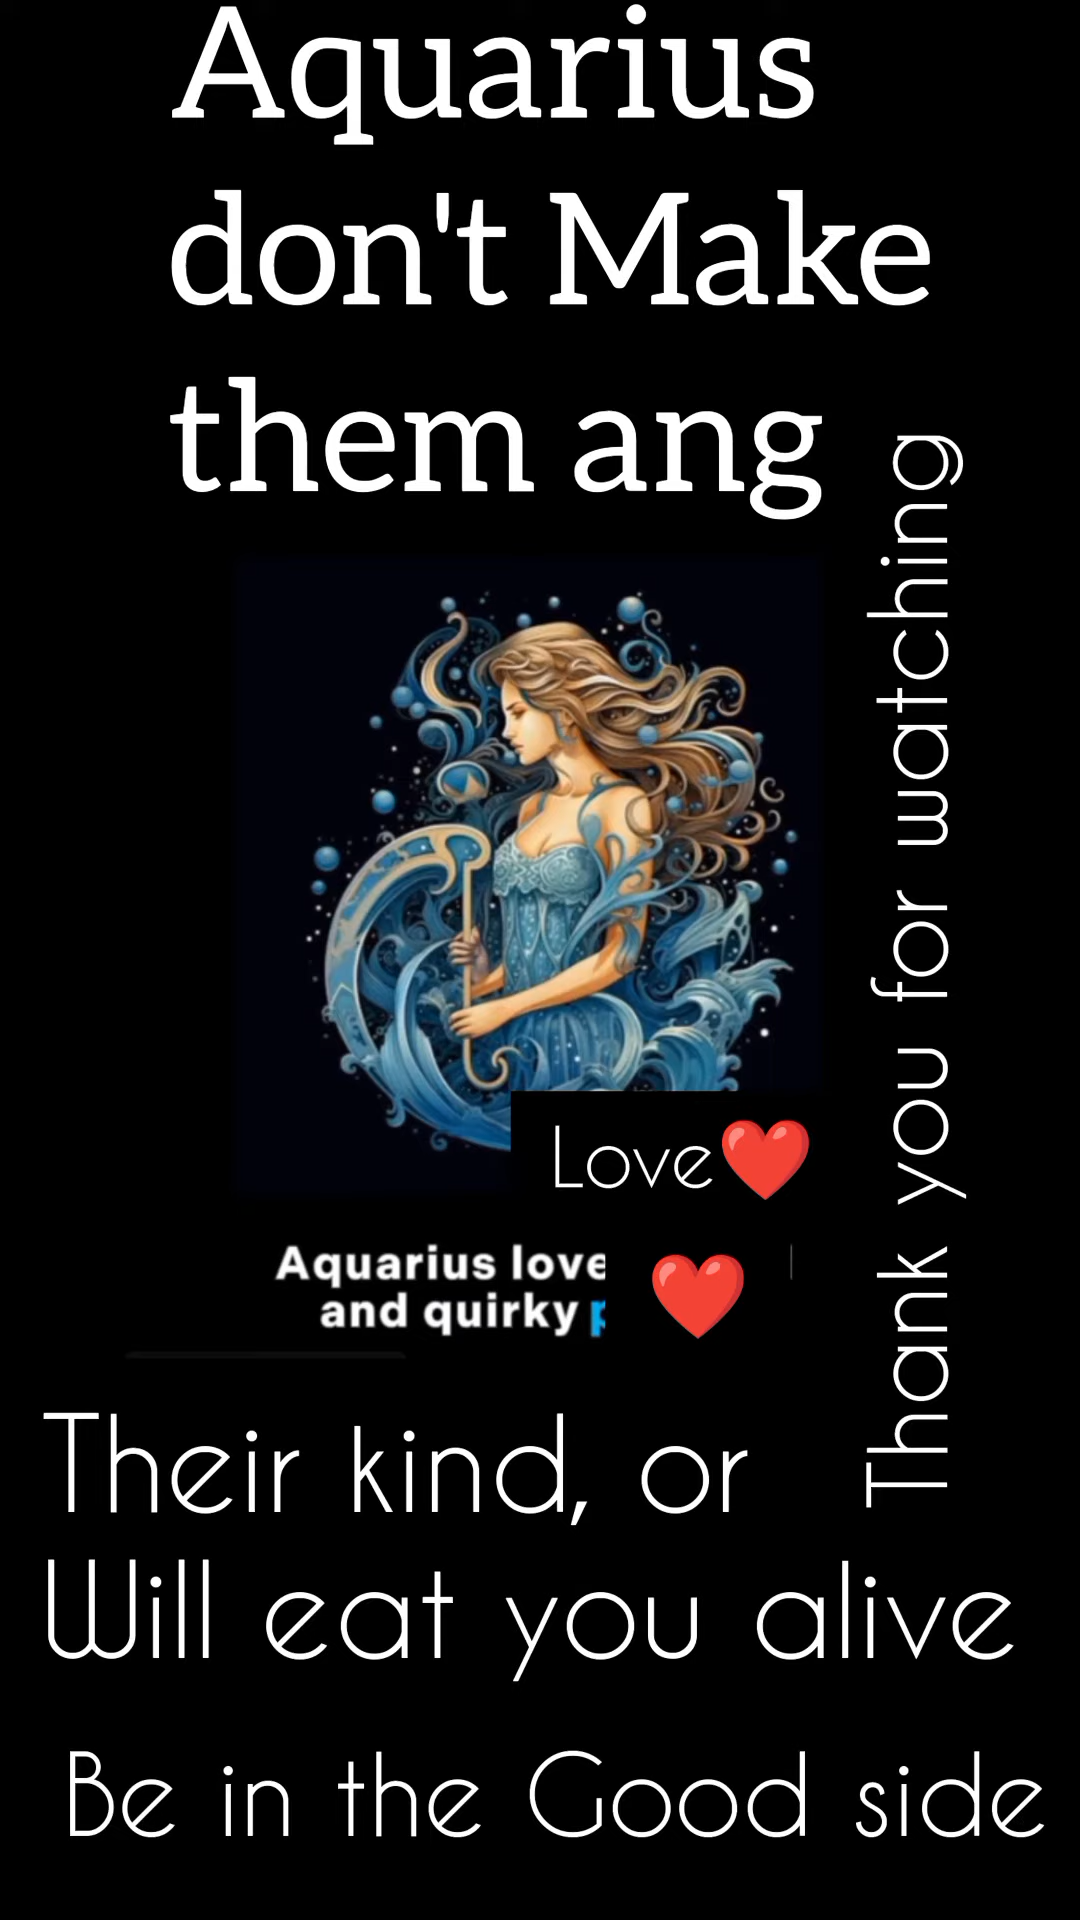 Aquarius
don't Make
them ang
Thank you for watching
Love❤️
Aquarius love
and quirky
❤️
Their kind, or
Will eat you alive
Be in the Good side